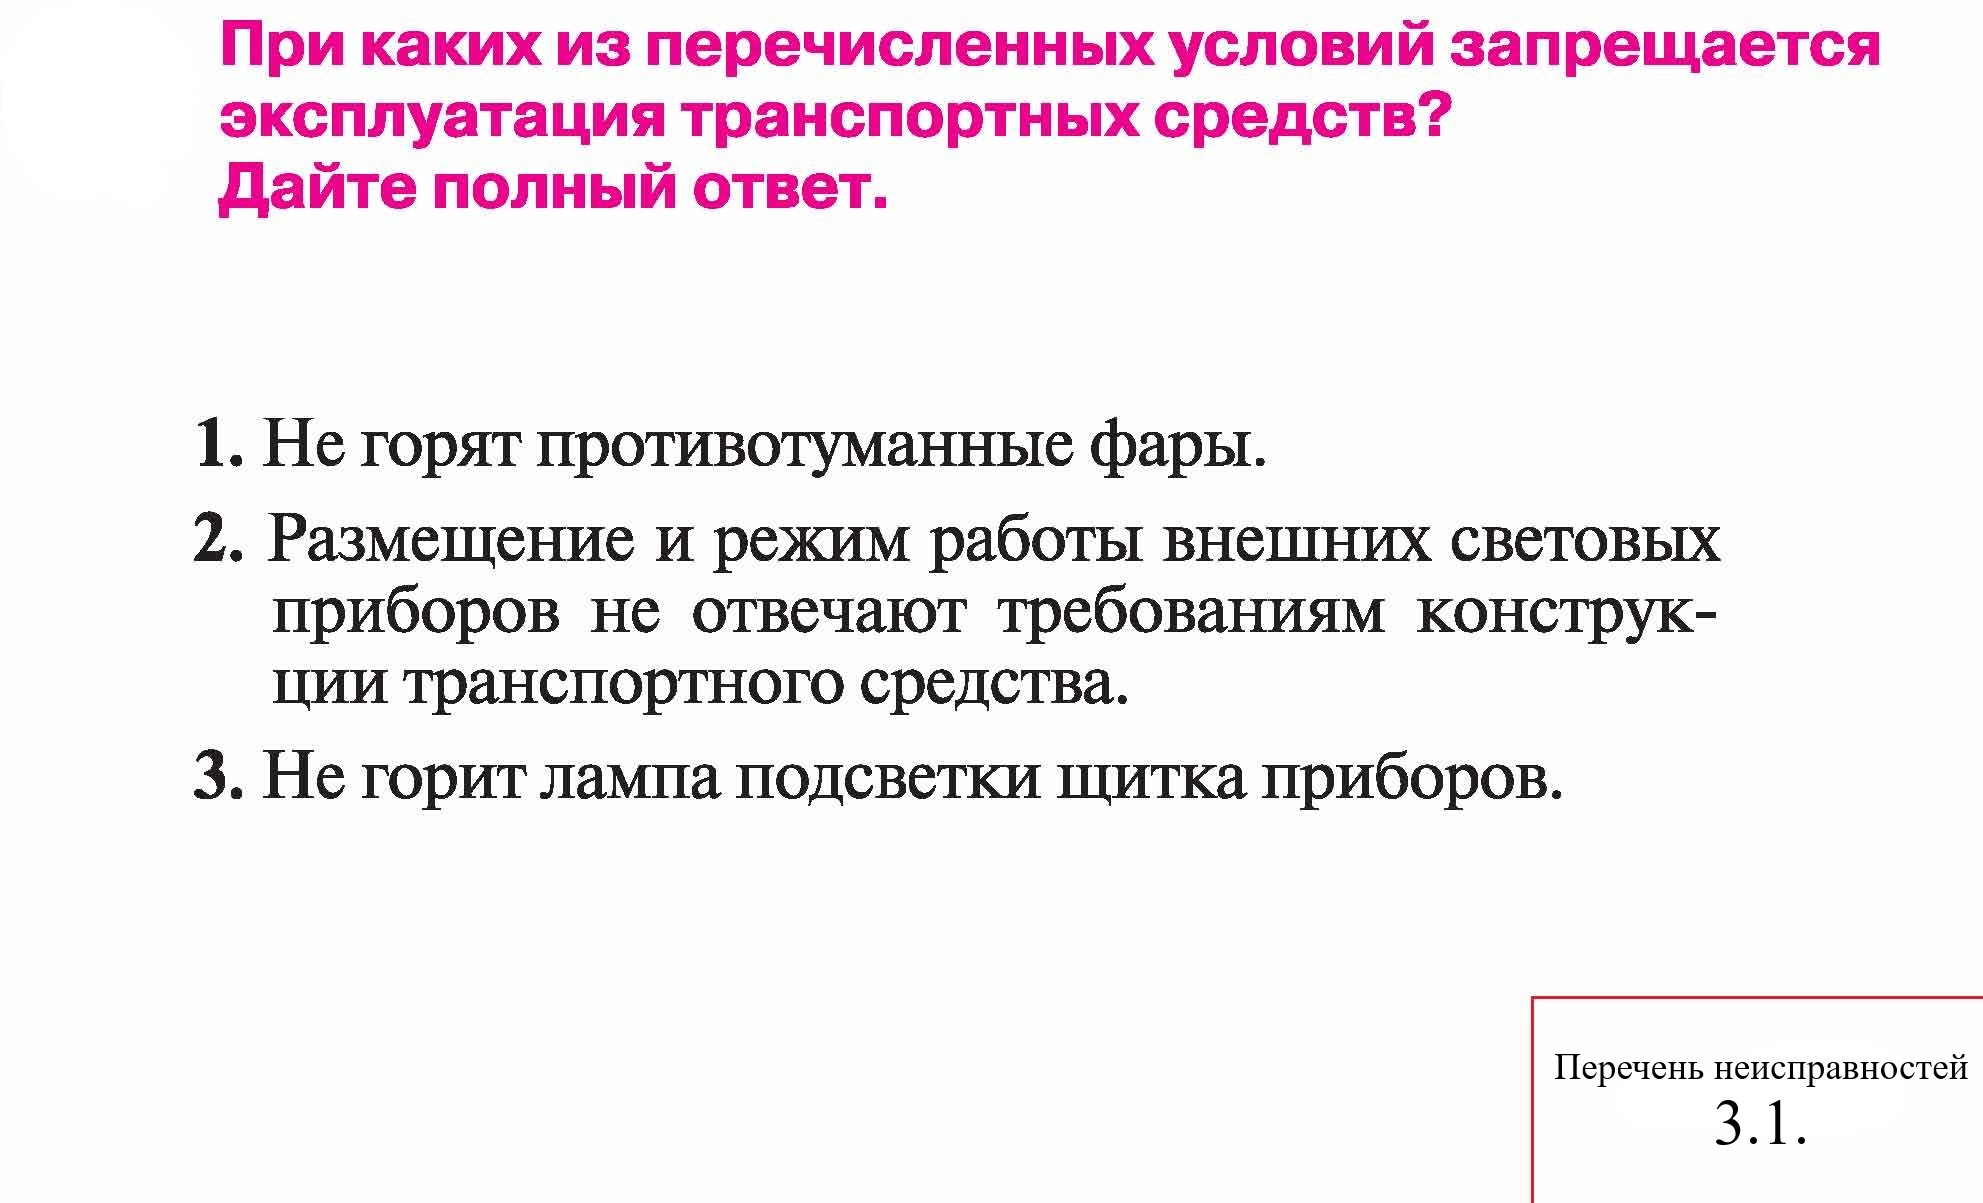 При каких из перечисленных условий запрещается
эксплуатация транспортных средств?
Дайте полный ответ.
1. Не горят противотуманные фары.
2. Размещение и режим работы внешних световых
приборов не отвечают требованиям конструк-
ции транспортного средства.
3. Не горит лампа подсветки щитка приборов.
Перечень неисправностей
3.1.